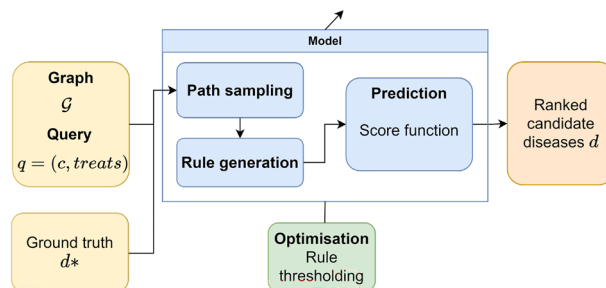 Model
Graph
𝒢
Query
q = (c, treats)
Ground truth
d*
Path sampling
Rule generation
Prediction
Score function
Optimisation
Rule
thresholding
Ranked
candidate
diseases d